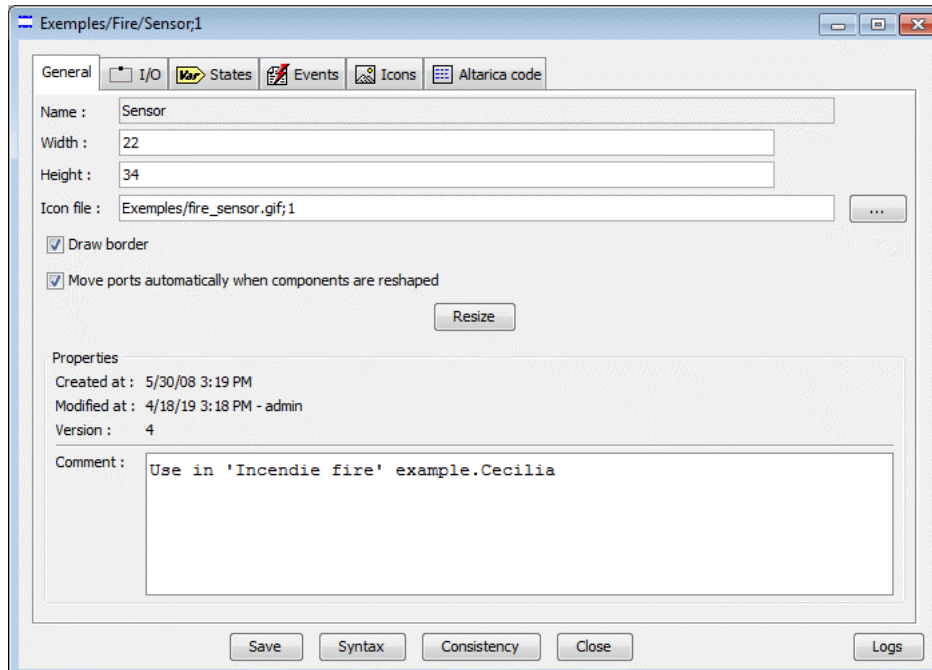 Exemples/Fire/Sensor;1
General I/O Var States Events Icons Altarica code
Name : Sensor
Width : 22
Height : 34
Icon file : Exemples/fire_sensor.gif;1 ...
Draw border
Move ports automatically when components are reshaped
Resize
Properties
Created at : 5/30/08 3:19 PM
Modified at : 4/18/19 3:18 PM - admin
Version : 4
Comment : Use in 'Incendie fire' example.Cecilia
Save Syntax Consistency Close Logs